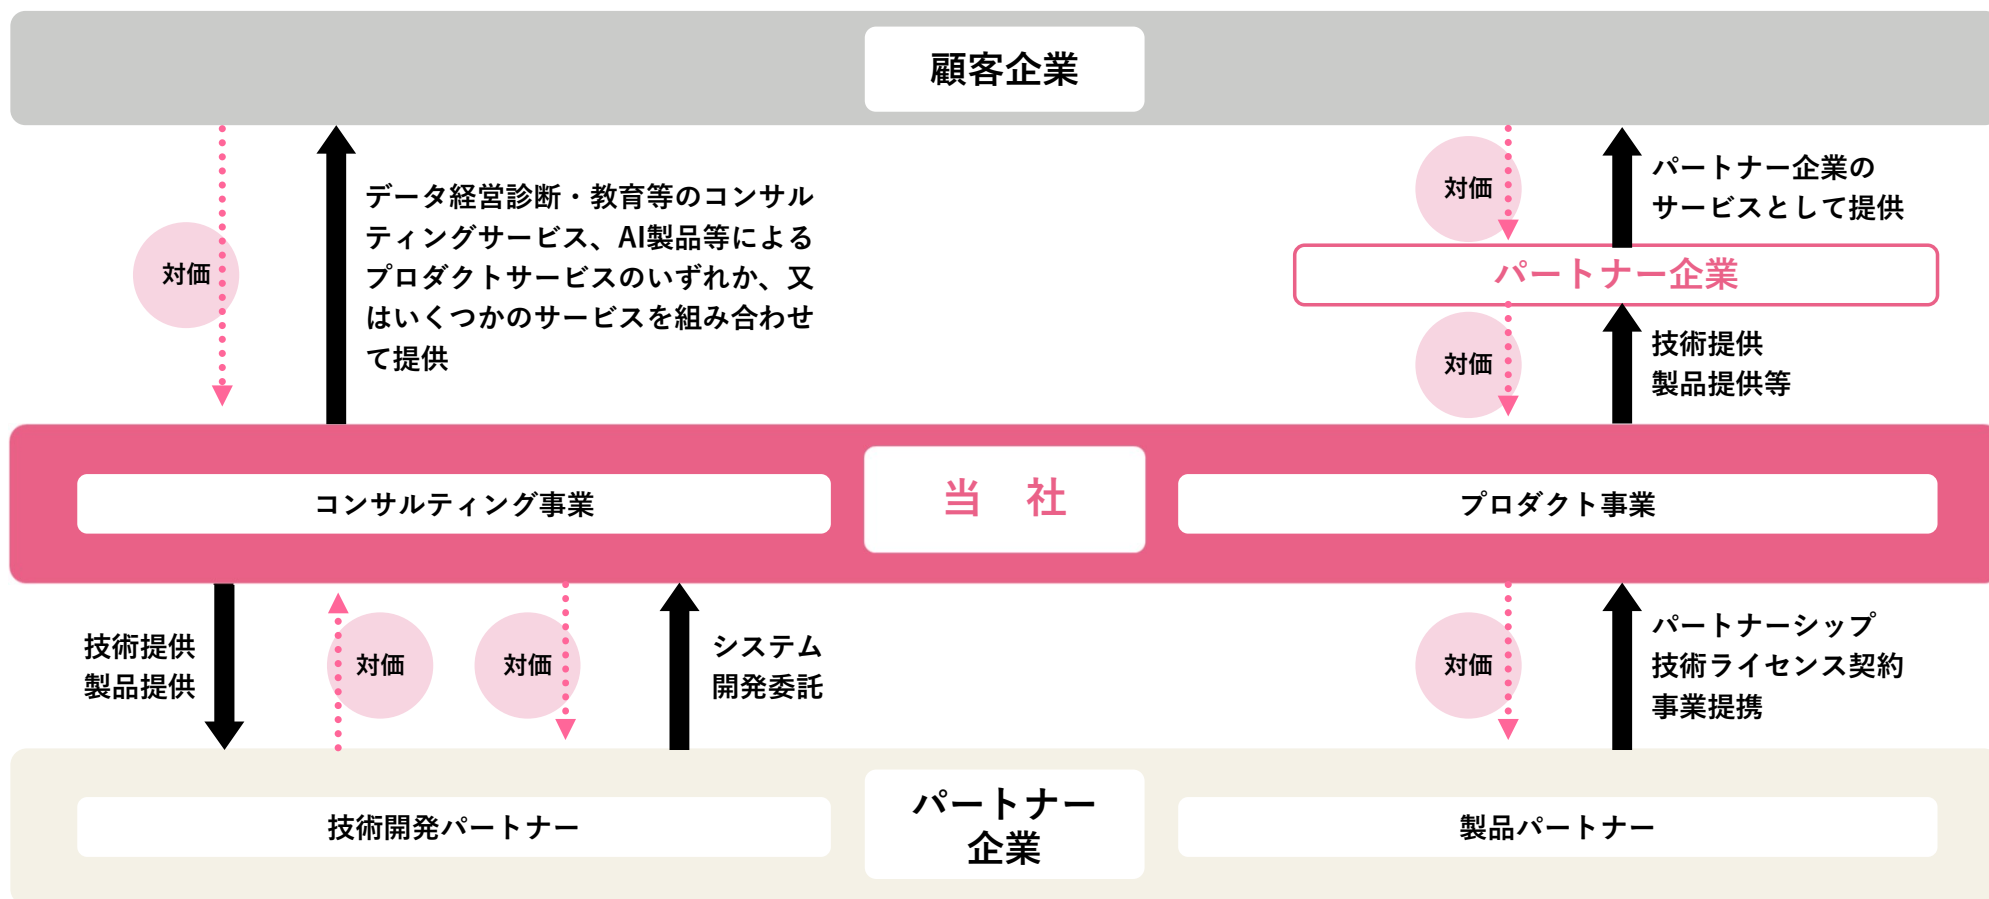 顧客企業
対価
データ経営診断・教育等のコンサル
ティングサービス、AI製品等による
プロダクトサービスのいずれか、又
はいくつかのサービスを組み合わせ
て提供
対価
パートナー企業の
サービスとして提供
パートナー企業
対価
技術提供
製品提供等
コンサルティング事業
当 社
プロダクト事業
技術提供
製品提供
対価
対価
システム
開発委託
対価
パートナーシップ
技術ライセンス契約
事業提携
技術開発パートナー
パートナー
企業
製品パートナー